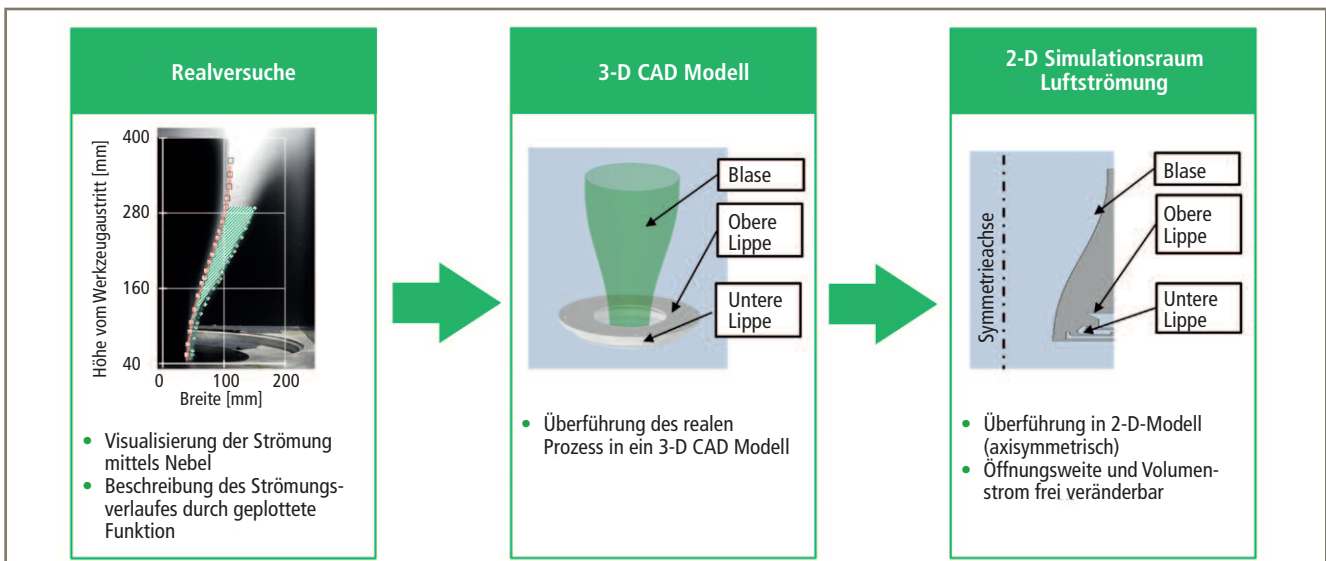 Realversuche
Höhe vom Werkzeugaustritt [mm]
400
280
160
40
0
100
200
Breite [mm]
• Visualisierung der Strömung
mittels Nebel
• Beschreibung des Strömungs-
verlaufes durch geplottete
Funktion
3-D CAD Modell
Blase
Obere
Lippe
Untere
Lippe
• Überführung des realen
Prozess in ein 3-D CAD Modell
2-D Simulationsraum
Luftströmung
Symmetrieachse
Blase
Obere
Lippe
Untere
Lippe
• Überführung in 2-D-Modell
(axisymmetrisch)
• Öffnungsweite und Volumen-
strom frei veränderbar